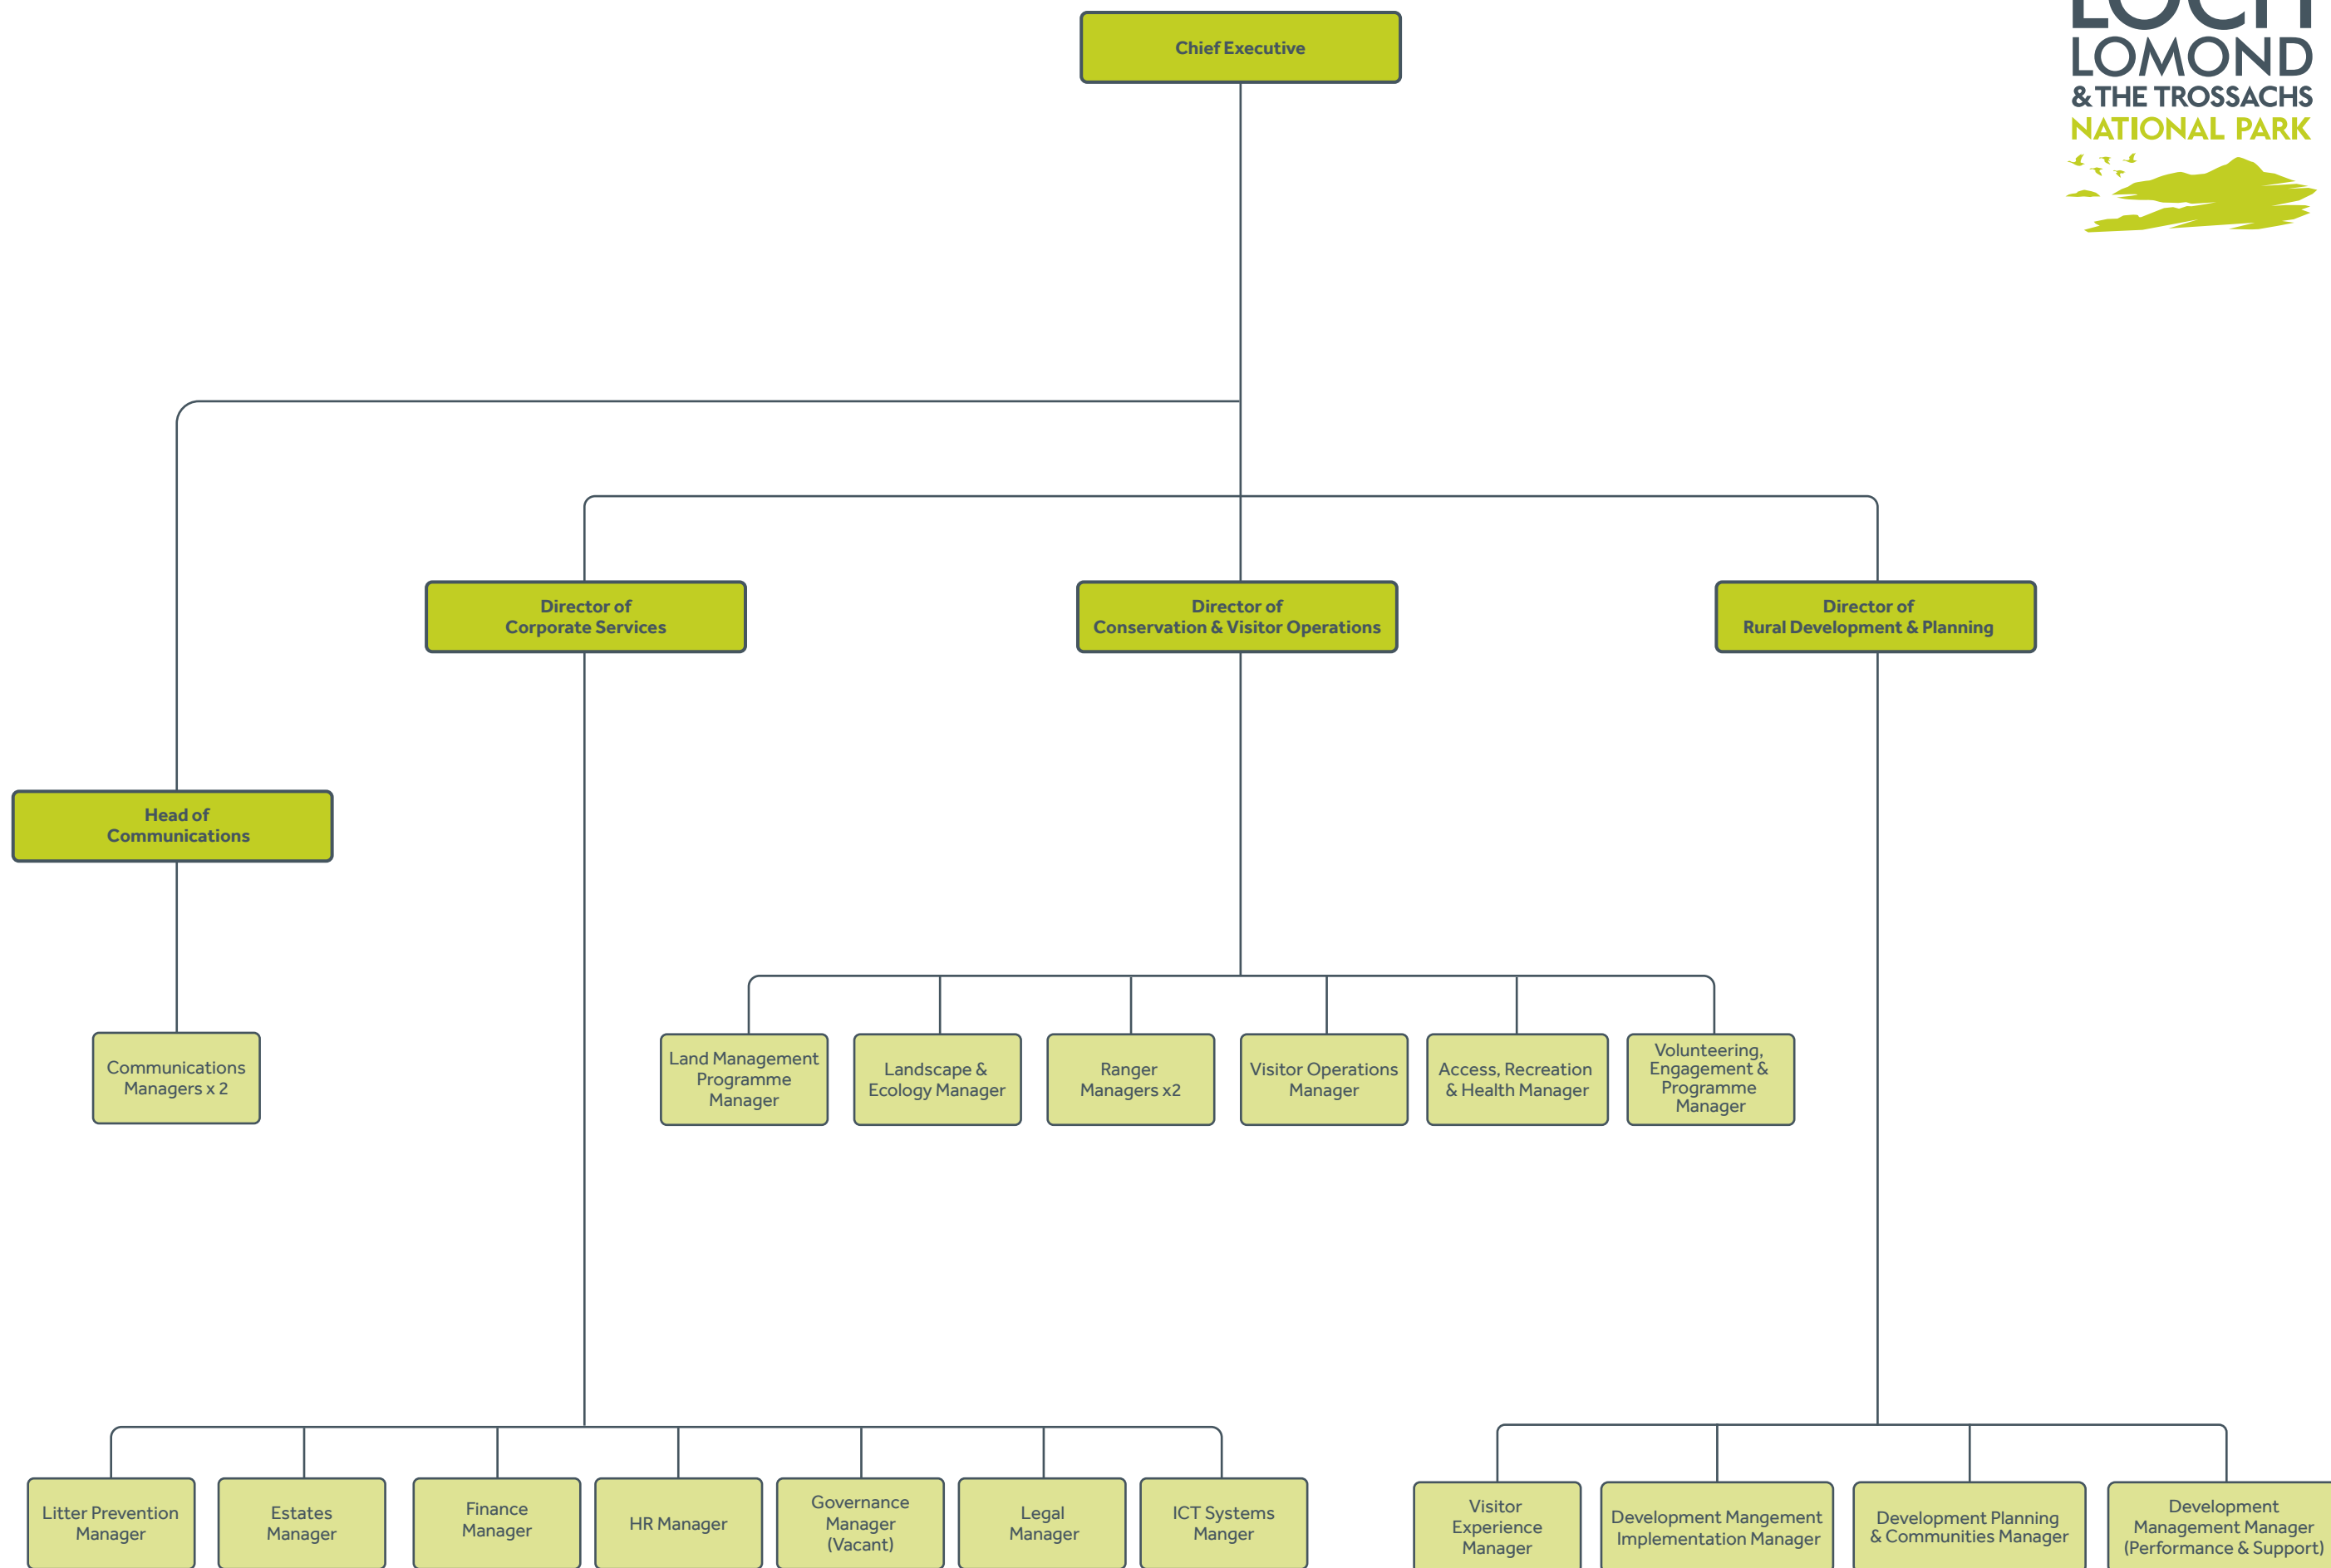 Chief Executive
LOCH
LOMOND
& THE TROSSACHS
NATIONAL PARK
Director of
Corporate Services
Director of
Conservation & Visitor Operations
Director of
Rural Development & Planning
Head of
Communications
Communications
Managers x 2
Land Management
Programme
Manager
Landscape &
Ecology Manager
Ranger
Managers x2
Visitor Operations
Manager
Access, Recreation
& Health Manager
Volunteering,
Engagement &
Programme
Manager
Litter Prevention
Manager
Estates
Manager
Finance
Manager
HR Manager
Governance
Manager
(Vacant)
Legal
Manager
ICT Systems
Manger
Visitor
Experience
Manager
Development Mangement
Implementation Manager
Development Planning
& Communities Manager
Development
Management Manager
(Performance & Support)